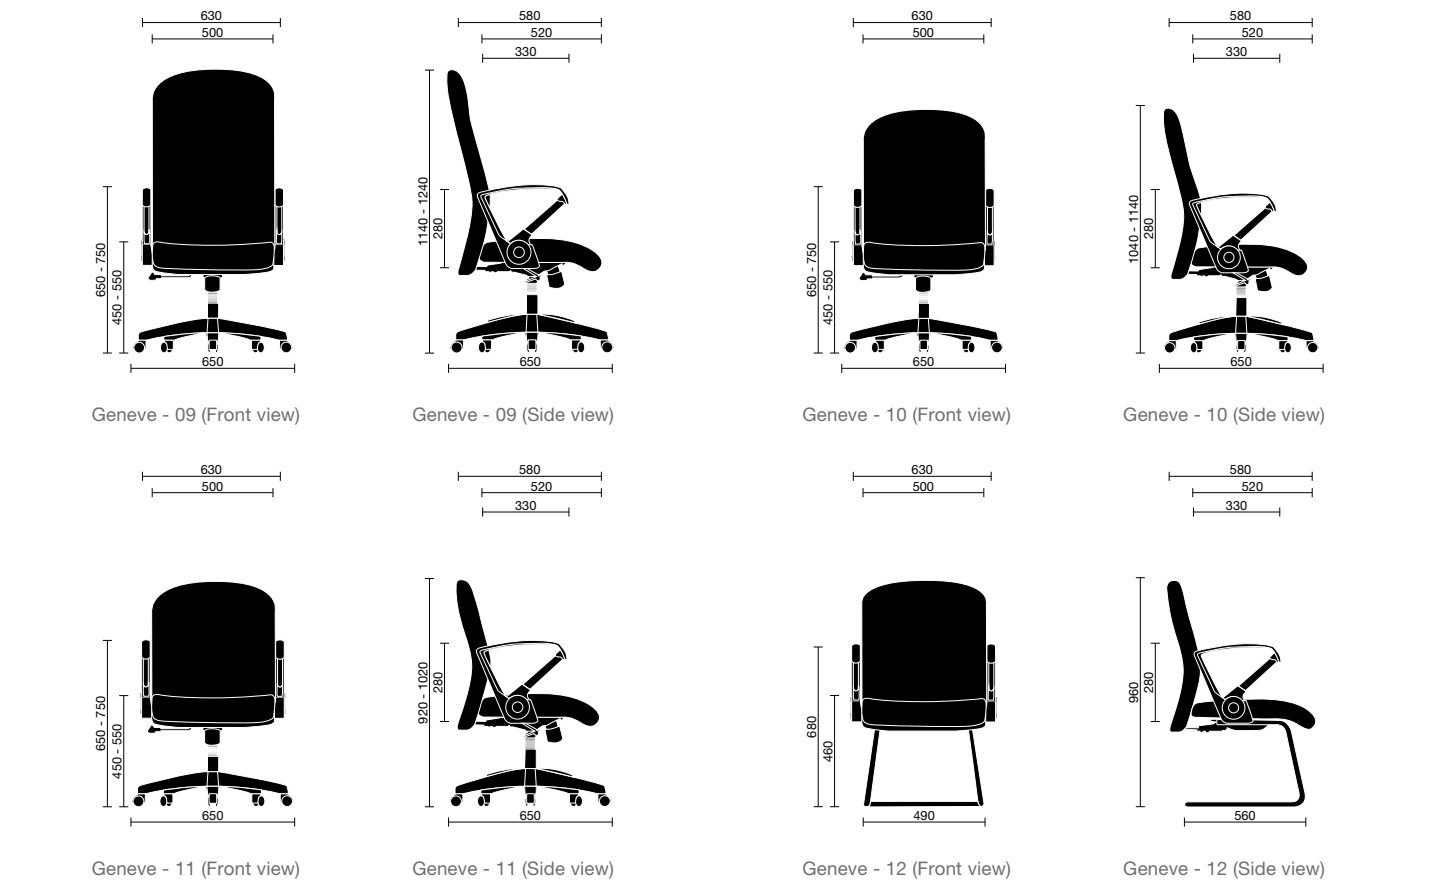 630
500
580
520
330
630
500
580
520
330
650 - 750
450 - 550
1140 - 1240
280
650 - 750
450 - 550
1040 - 1140
280
650
650
650
650
Geneve - 09 (Front view)
Geneve - 09 (Side view)
Geneve - 10 (Front view)
Geneve - 10 (Side view)
630
500
580
520
330
630
500
580
520
330
650 - 750
450 - 550
920 - 1020
280
680
460
960
280
650
650
490
560
Geneve - 11 (Front view)
Geneve - 11 (Side view)
Geneve - 12 (Front view)
Geneve - 12 (Side view)